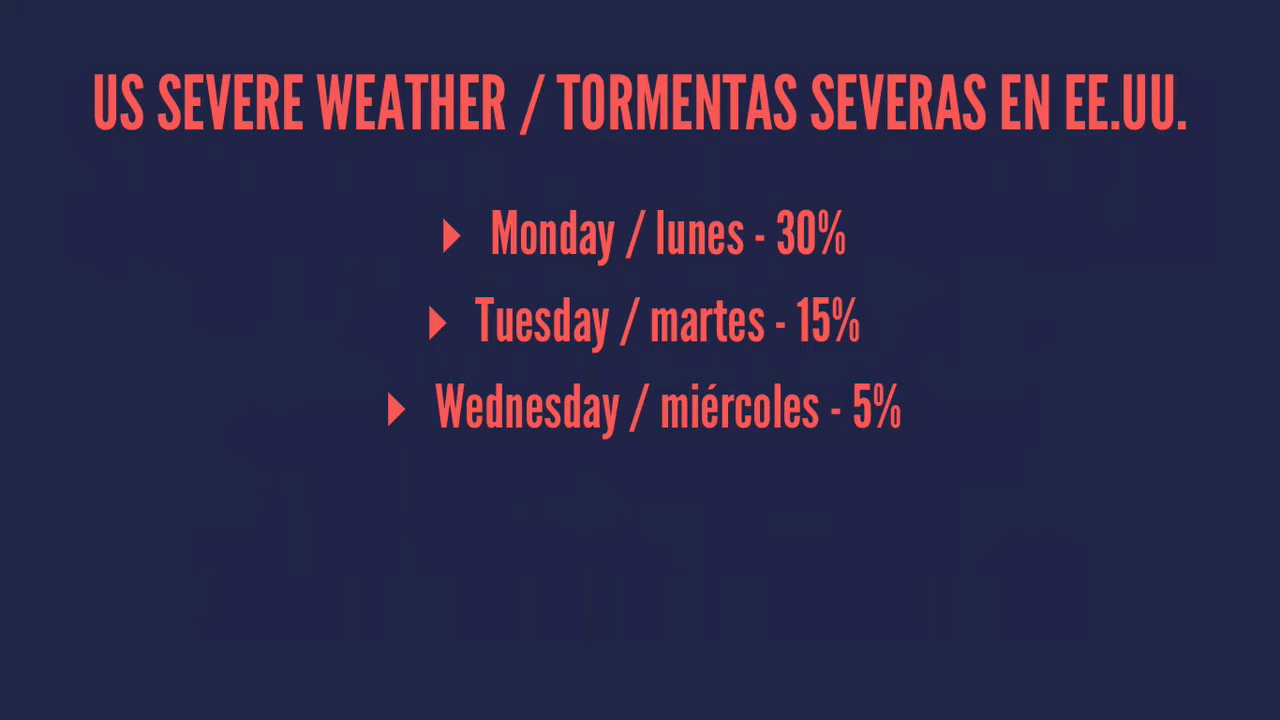 US SEVERE WEATHER / TORMENTAS SEVERAS EN EE.UU.
Monday / lunes - 30%
Tuesday / martes - 15%
Wednesday / miércoles - 5%